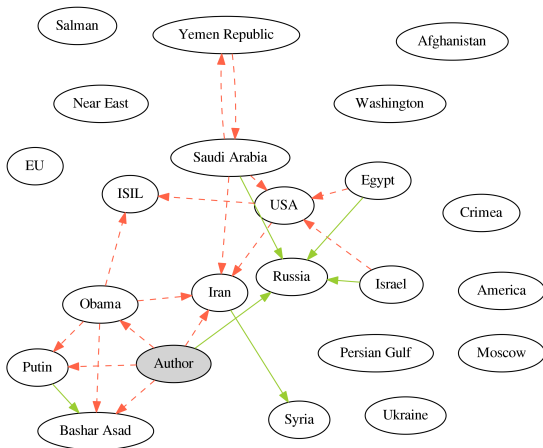 Salman
Yemen Republic
Afghanistan
Near East
Washington
Saudi Arabia
EU
ISIL
USA
Egypt
Crimea
Russia
Iran
Israel
America
Obama
Persian Gulf
Moscow
Putin
Author
Syria
Ukraine
Bashar Asad